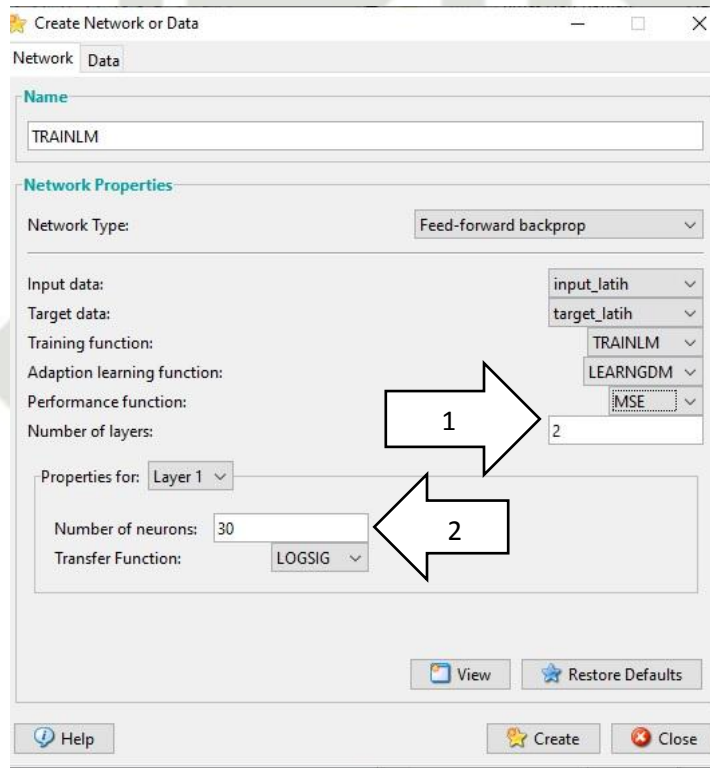 Create Network or Data
Network Data
Name
TRAINLM
Network Properties
Network Type: Feed-forward backprop
Input data: input_latih
Target data: target_latih
Training function: TRAINLM
Adaption learning function: LEARNGDM
Performance function: MSE
Number of layers: 2
1
Properties for: Layer 1
Number of neurons: 30
2
Transfer Function: LOGSIG
View Restore Defaults
Help Create Close